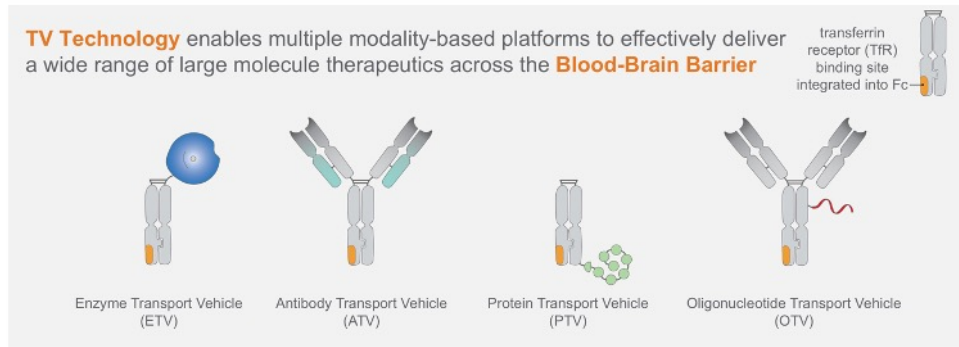 TV Technology enables multiple modality-based platforms to effectively deliver
a wide range of large molecule therapeutics across the Blood-Brain Barrier
transferrin
receptor (TfR)
binding site
integrated into Fc
Enzyme Transport Vehicle
(ETV)
Antibody Transport Vehicle
(ATV)
Protein Transport Vehicle
(PTV)
Oligonucleotide Transport Vehicle
(OTV)